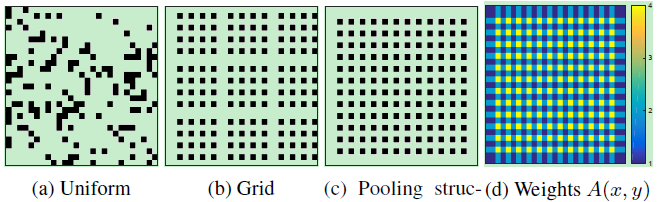 4
3
2
1
(a) Uniform (b) Grid (c) Pooling struc- (d) Weights A(x, y)